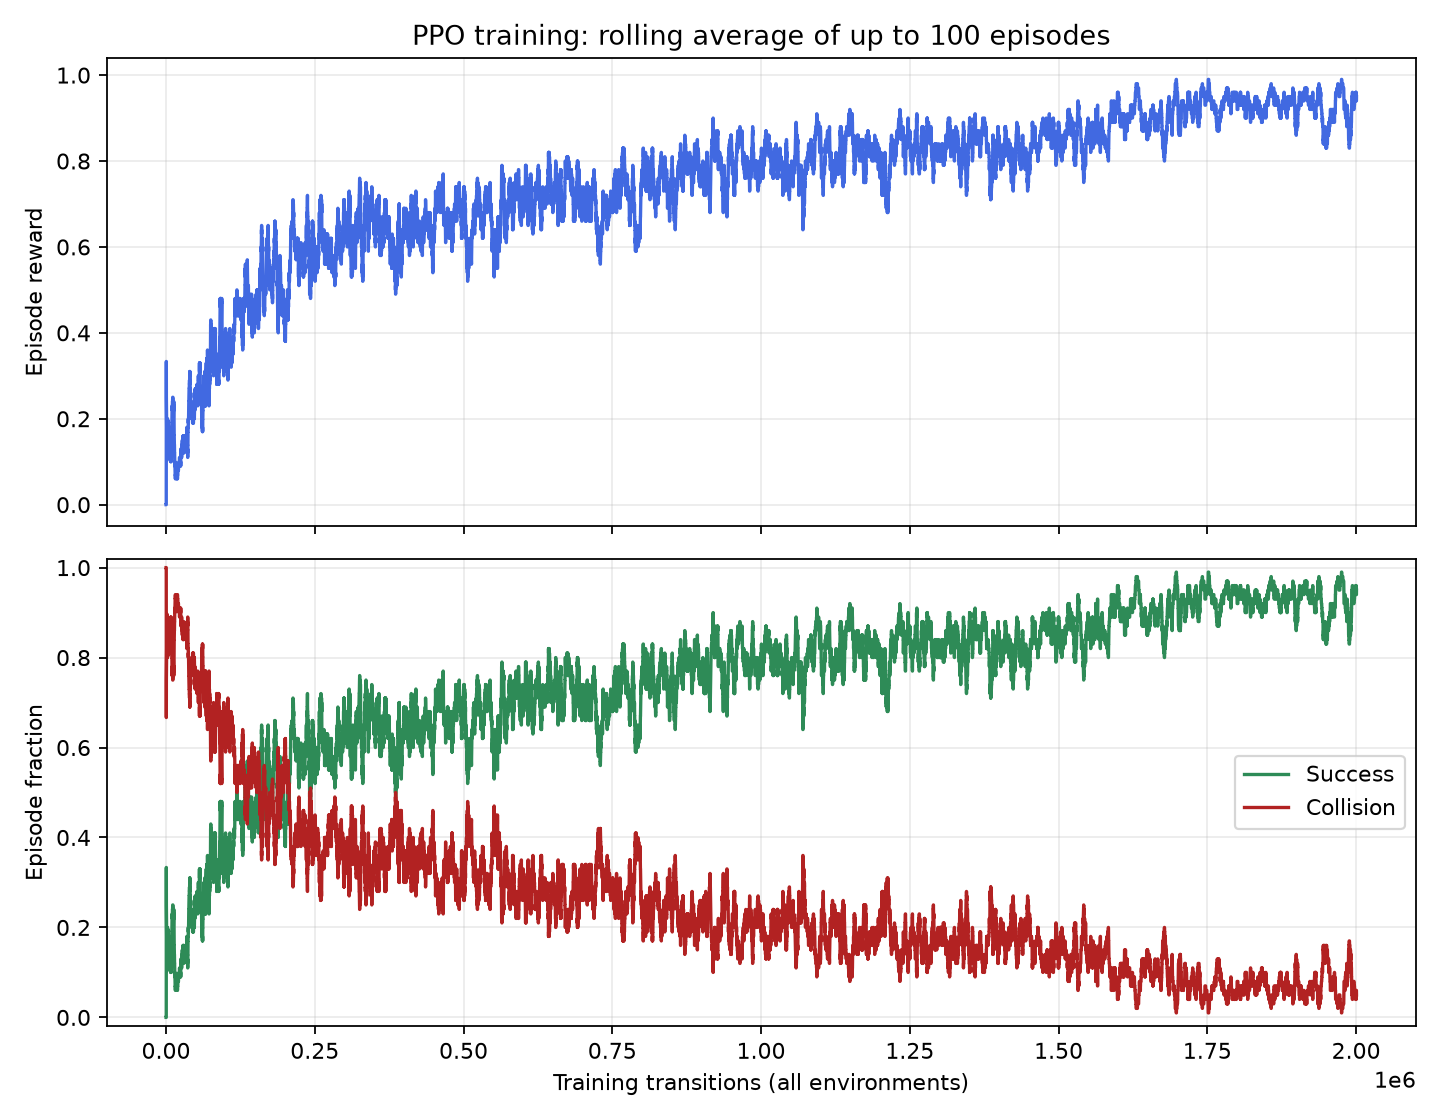 PPO training: rolling average of up to 100 episodes
1.0
0.8
0.6
0.4
0.2
0.0
Episode reward
1.0
0.8
0.6
0.4
0.2
0.0
Episode fraction
Success
Collision
0.00 0.25 0.50 0.75 1.00 1.25 1.50 1.75 2.00
1e6
Training transitions (all environments)